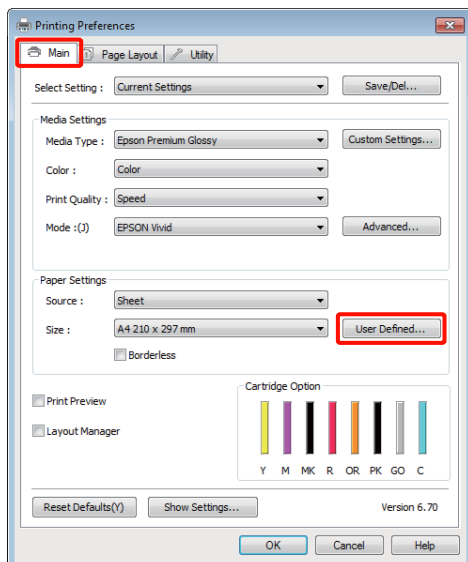 Printing Preferences
Main Page Layout Utility
Select Setting : Current Settings Save/Del...
Media Settings
Media Type : Epson Premium Glossy Custom Settings...
Color : Color
Print Quality : Speed
Mode :(J) EPSON Vivid Advanced...
Paper Settings
Source : Sheet
Size : A4 210 x 297 mm User Defined...
Borderless
Cartridge Option
Print Preview
Layout Manager
Y M MK R OR PK GO C
Reset Defaults(Y) Show Settings... Version 6.70
OK Cancel Help